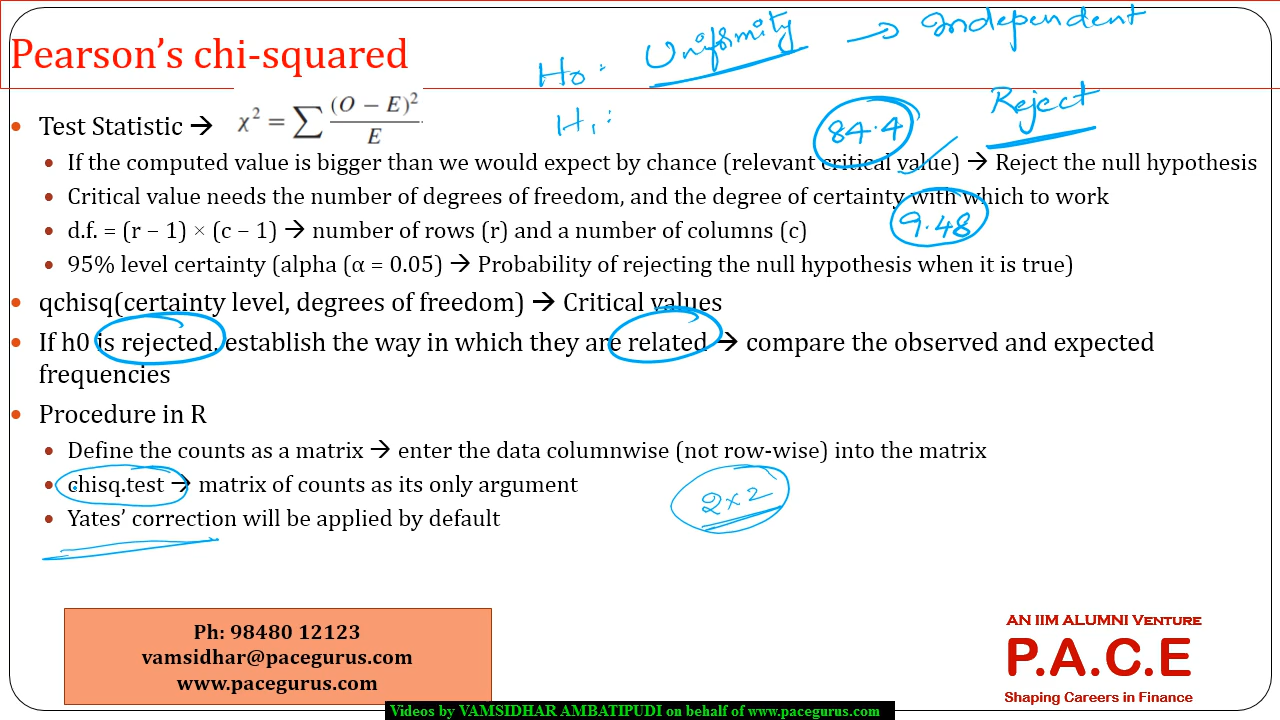 Pearson's chi-squared
H0 : Uniformity → Independent
H1 :
84.4
Reject
• Test Statistic → χ² = ∑ (O − E)² / E
• If the computed value is bigger than we would expect by chance (relevant critical value) → Reject the null hypothesis
• Critical value needs the number of degrees of freedom, and the degree of certainty with which to work
9.48
• d.f. = (r − 1) × (c − 1) → number of rows (r) and a number of columns (c)
• 95% level certainty (alpha (α = 0.05) → Probability of rejecting the null hypothesis when it is true)
• qchisq(certainty level, degrees of freedom) → Critical values
• If h0 is rejected, establish the way in which they are related → compare the observed and expected
frequencies
• Procedure in R
• Define the counts as a matrix → enter the data columnwise (not row-wise) into the matrix
• chisq.test → matrix of counts as its only argument
2×2
• Yates' correction will be applied by default
Ph: 98480 12123
vamsidhar@pacegurus.com
www.pacegurus.com
AN IIM ALUMNI VENTURE
P.A.C.E
Shaping Careers in Finance
Videos by VAMSIDHAR AMBATIPUDI on behalf of www.pacegurus.com